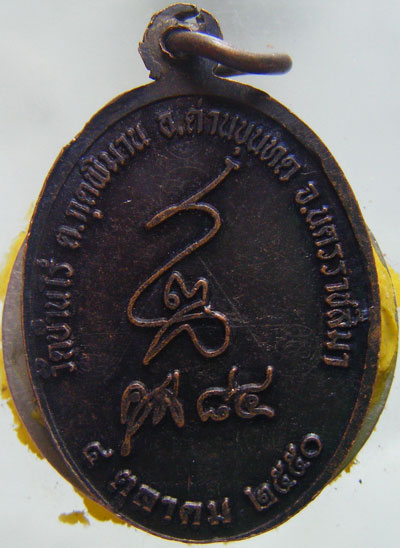 วัดบ้านไร่ ต.กุดพิมาน อ.ด่านขุนทด จ.นครราชสีมา
๘๔
๔ ตุลาคม ๒๕๕๐